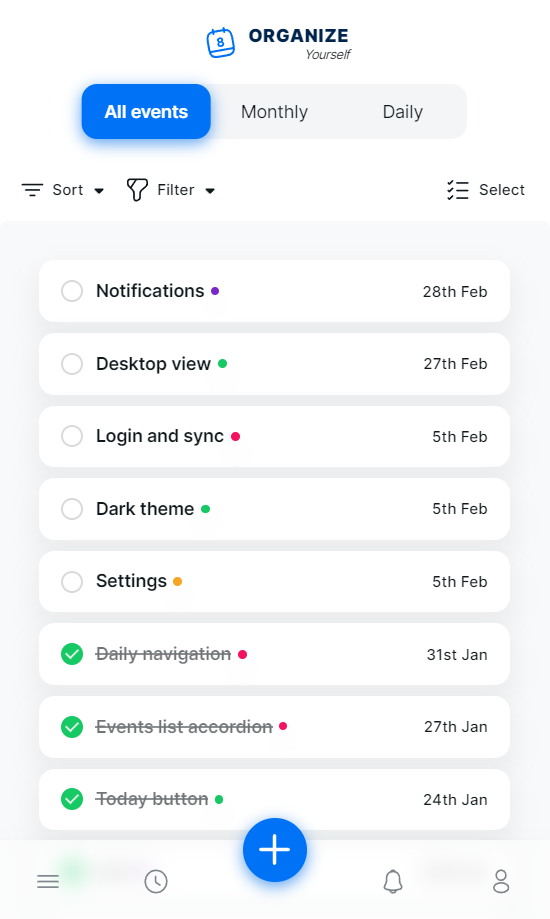 8
ORGANIZE
Yourself
All events Monthly Daily
Sort Filter Select
Notifications 28th Feb
Desktop view 27th Feb
Login and sync 5th Feb
Dark theme 5th Feb
Settings 5th Feb
Daily navigation 31st Jan
Events list accordion 27th Jan
Today button 24th Jan